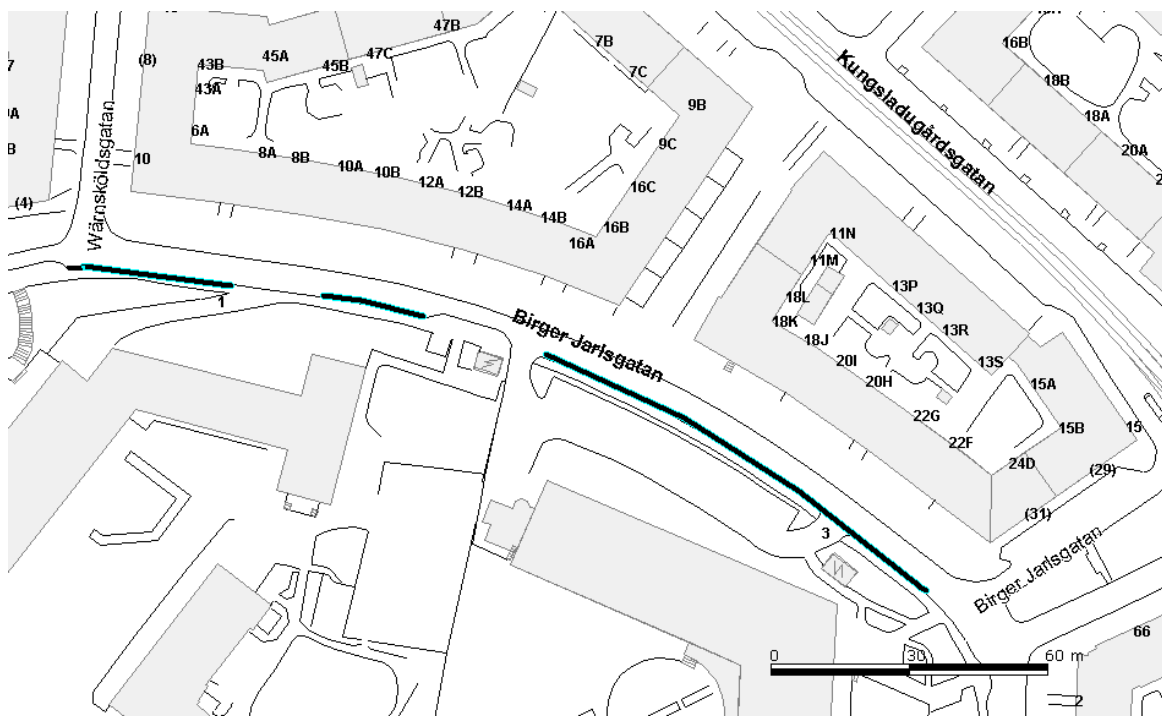 47B
7B
16B
(8)
45A
47C
43B
45B
7C
18B
43A
9B
18A
Kungsladugårdsgatan
6A
9C
20A
8A
8B
10
10A
10B
12A
12B
16C
(4)
14A
14B
16B
16A
Wärnsköldsgatan
11N
11M
13P
18L
13Q
1
18K
13R
Birger Jarlsgatan
18J
20I
13S
20H
15A
22G
15
15B
22F
24D
(29)
(31)
3
Birger Jarlsgatan
66
0 30 60 m
2